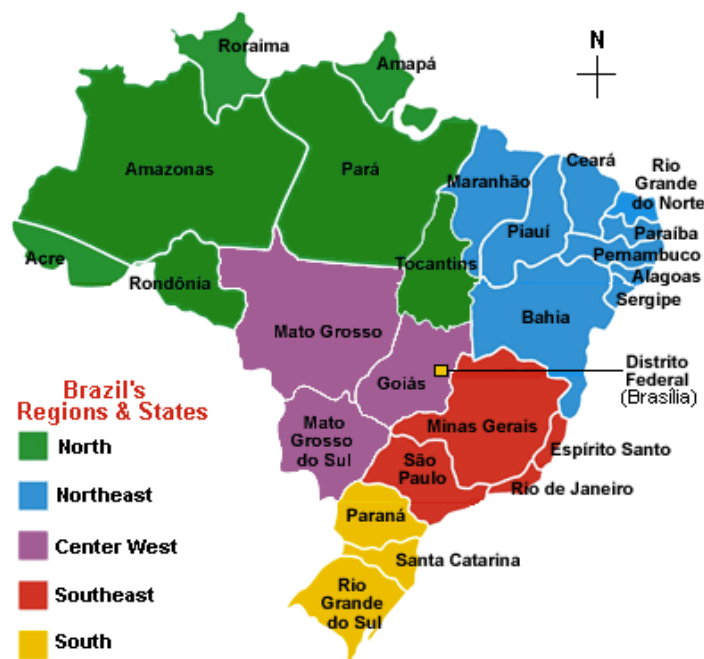 Roraima
Amapá
N
Amazonas
Pará
Maranhão
Ceará
Rio
Grande
do Norte
Piauí
Paraíba
Pernambuco
Alagoas
Sergipe
Acre
Rondônia
Tocantins
Bahia
Mato Grosso
Goiás
Distrito
Federal
(Brasília)
Mato
Grosso
do Sul
Minas Gerais
Espírito Santo
São
Paulo
Rio de Janeiro
Paraná
Santa Catarina
Rio
Grande
do Sul
Brazil's
Regions & States
North
Northeast
Center West
Southeast
South